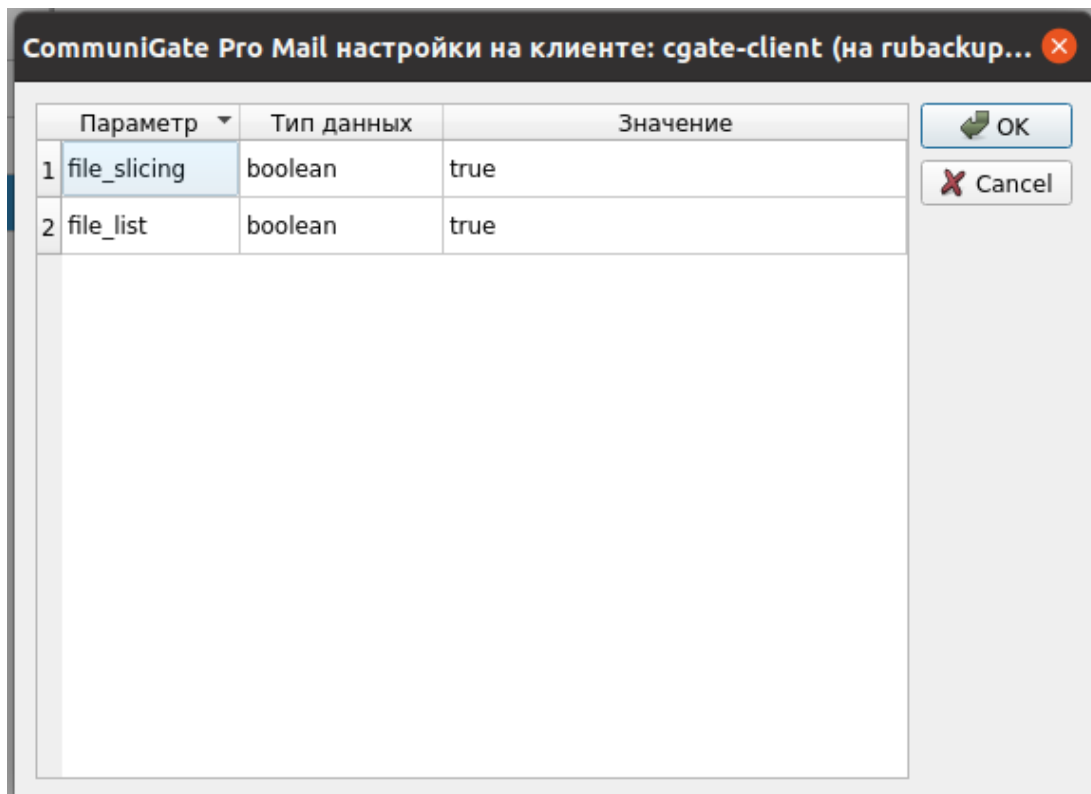 CommuniGate Pro Mail настройки на клиенте: cgate-client (на rubackup...
Параметр Тип данных Значение
1 file_slicing boolean true
2 file_list boolean true
OK
Cancel